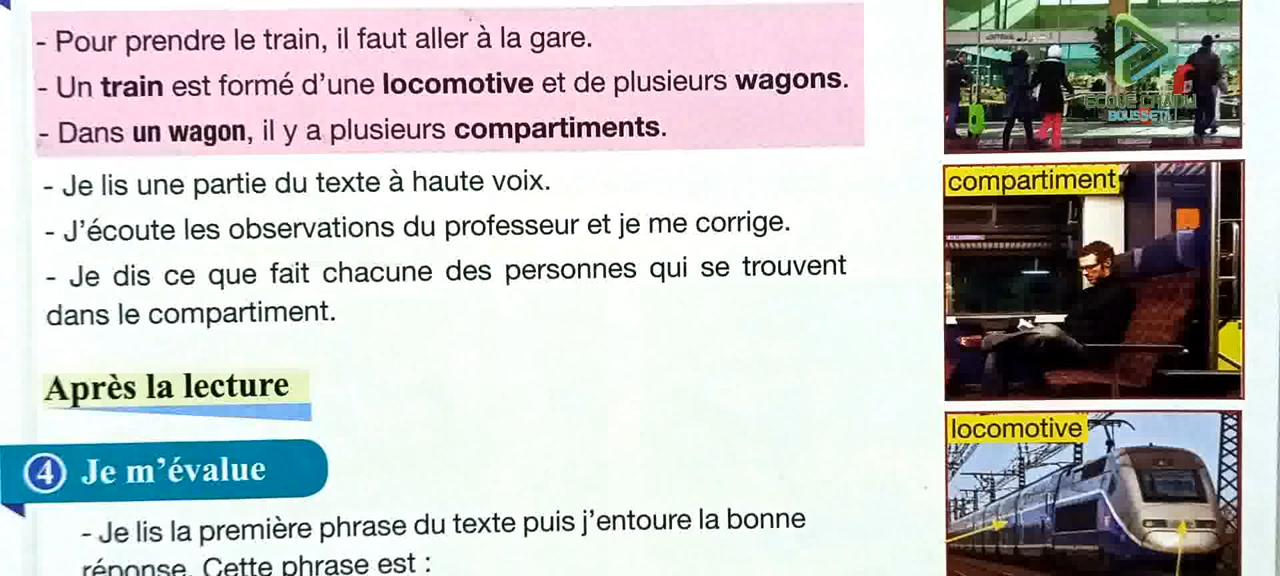 - Pour prendre le train, il faut aller à la gare.
- Un train est formé d'une locomotive et de plusieurs wagons.
- Dans un wagon, il y a plusieurs compartiments.
- Je lis une partie du texte à haute voix.
- J'écoute les observations du professeur et je me corrige.
- Je dis ce que fait chacune des personnes qui se trouvent
dans le compartiment.
Après la lecture
4 Je m'évalue
- Je lis la première phrase du texte puis j'entoure la bonne
réponse. Cette phrase est :
BOUSSETA
compartiment
locomotive